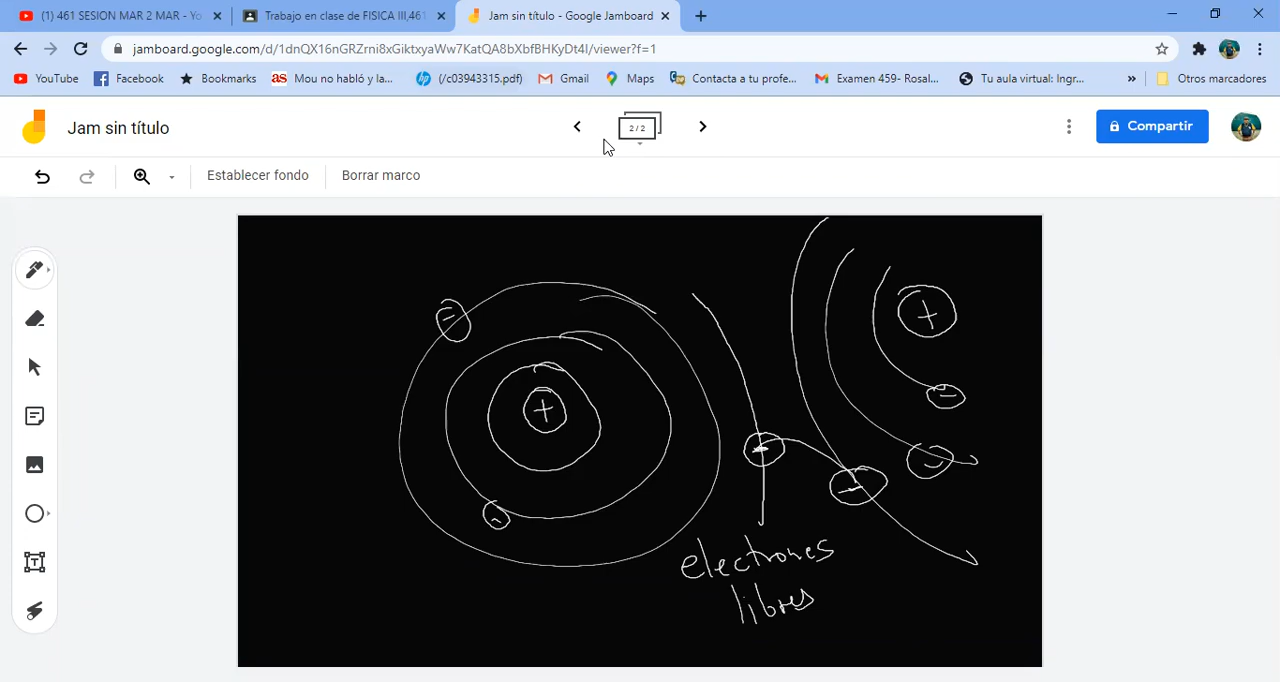 (1) 461 SESION MAR 2 MAR - Yo
Trabajo en clase de FISICA III,461
Jam sin título - Google Jamboard
jamboard.google.com/d/1dnQX16nGRZrni8xGiktxyaWw7KatQA8bXbfBHKyDt4I/viewer?f=1
YouTube
Facebook
Bookmarks
as Mou no habló y la...
hp (/c03943315.pdf)
Gmail
Maps
Contacta a tu profe...
Examen 459- Rosal...
Tu aula virtual: Ingr...
»
Otros marcadores
Jam sin título
2 / 2
Compartir
Establecer fondo
Borrar marco
+
-
+
-
-
-
-
-
electrones
libres